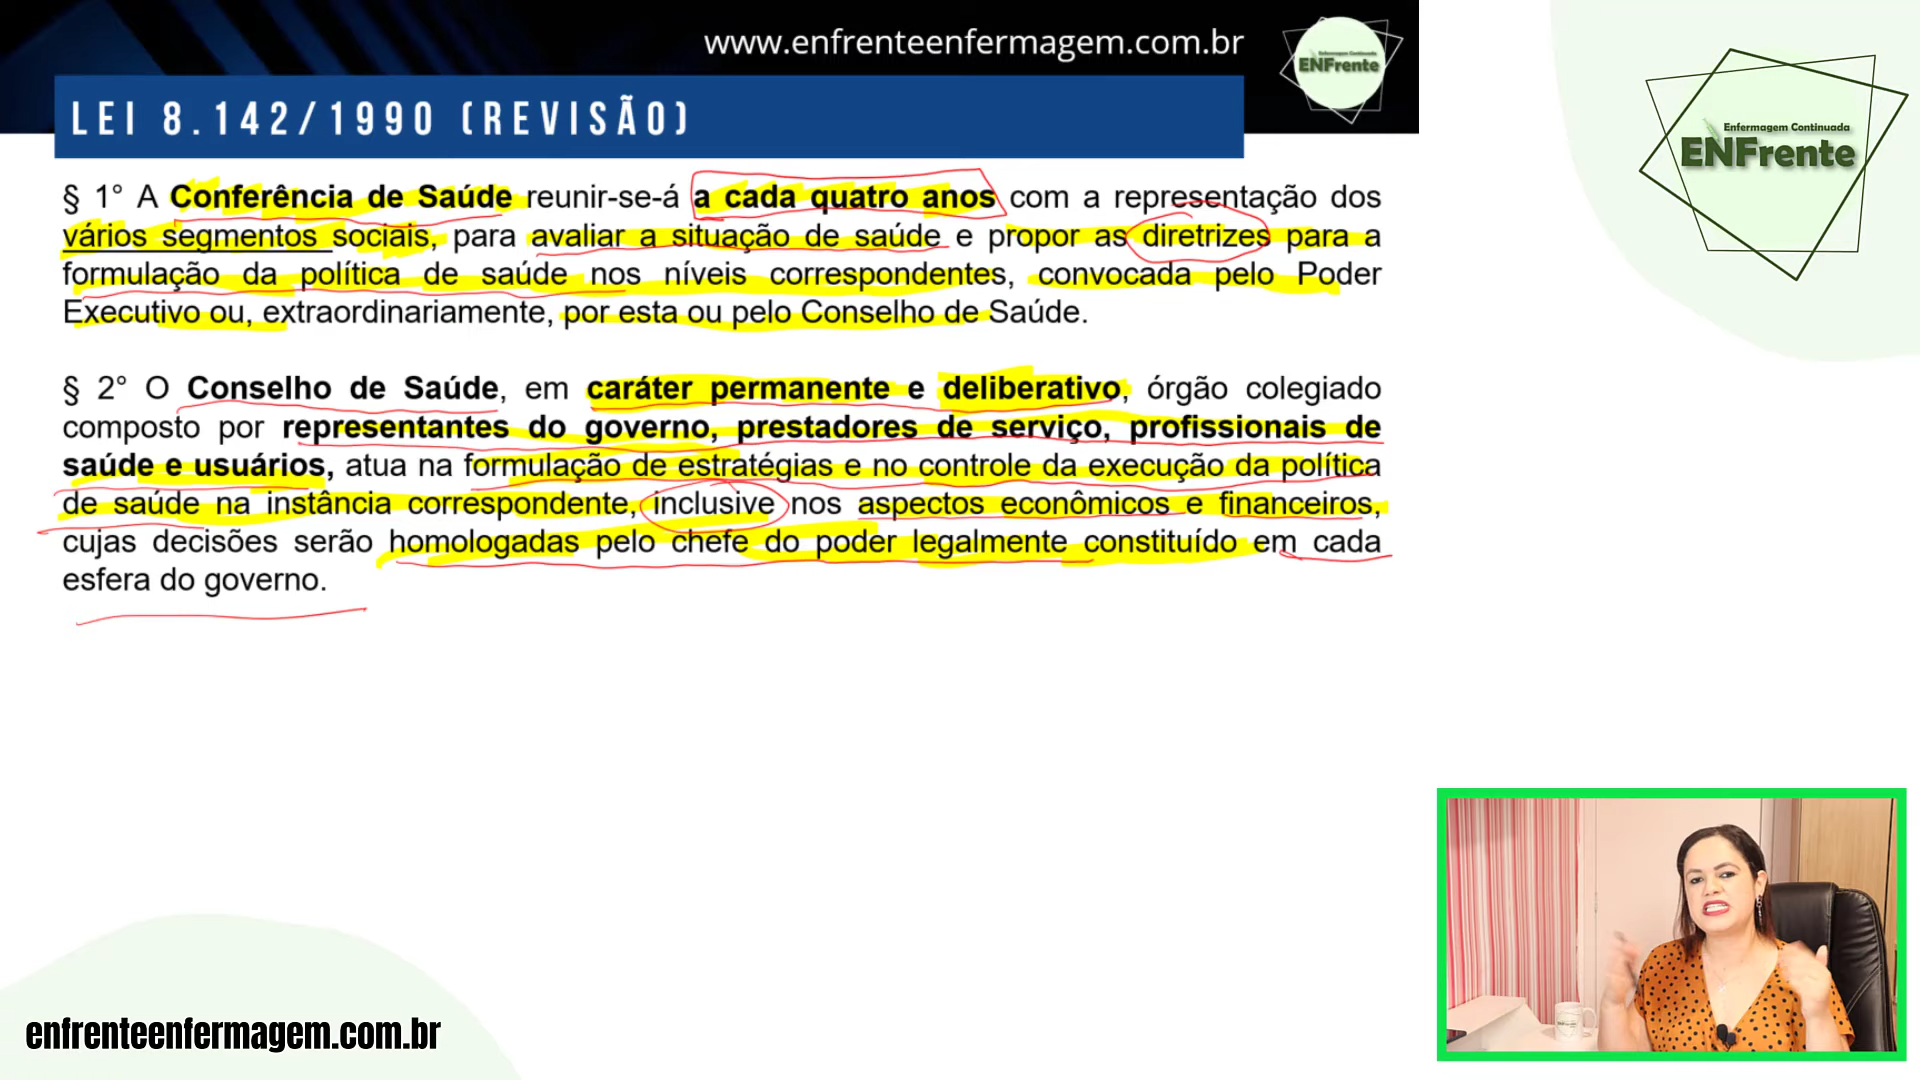 www.enfrenteenfermagem.com.br
Enfermagem Continuada
ENFrente
LEI 8.142/1990 (REVISÃO)
Enfermagem Continuada
ENFrente
§ 1° A Conferência de Saúde reunir-se-á a cada quatro anos com a representação dos
vários segmentos sociais, para avaliar a situação de saúde e propor as diretrizes para a
formulação da política de saúde nos níveis correspondentes, convocada pelo Poder
Executivo ou, extraordinariamente, por esta ou pelo Conselho de Saúde.
§ 2° O Conselho de Saúde, em caráter permanente e deliberativo, órgão colegiado
composto por representantes do governo, prestadores de serviço, profissionais de
saúde e usuários, atua na formulação de estratégias e no controle da execução da política
de saúde na instância correspondente, inclusive nos aspectos econômicos e financeiros,
cujas decisões serão homologadas pelo chefe do poder legalmente constituído em cada
esfera do governo.
enfrenteenfermagem.com.br